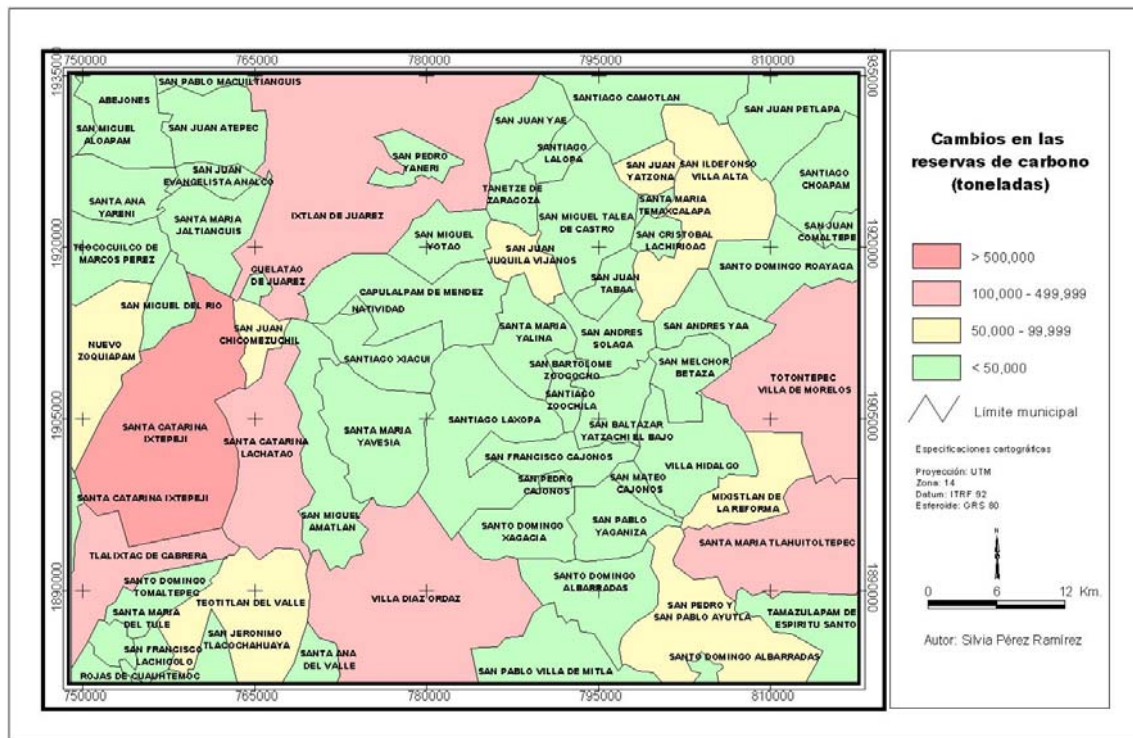 750000 765000 780000 795000 810000
1935000
1935000
1920000
1920000
1905000
1905000
1890000
1890000
750000 765000 780000 795000 810000
SAN PABLO MACUILTIANGUIS
ABEJONES
SAN MIGUEL
ALOAPAM
SAN JUAN ATEPEC
SAN JUAN
EVANGELISTA ANALCO
SANTA ANA
YARENI
SANTA MARIA
JALTIANGUIS
TEOCOCUILCO DE
MARCOS PEREZ
IXTLAN DE JUAREZ
SAN PEDRO
YANERI
SAN JUAN YAE
SANTIAGO CAMOTLAN
SAN JUAN PETLAPA
SANTIAGO
LALOPA
SAN JUAN
YATZONA
SAN ILDEFONSO
VILLA ALTA
SANTIAGO
CHOAPAM
TANETZE DE
ZARAGOZA
SANTA MARIA
TEMAXCALAPA
SAN MIGUEL TALEA
DE CASTRO
SAN CRISTOBAL
LACHIRIOAG
SAN JUAN
COMALTEPE
SAN MIGUEL
YOTAO
SAN JUAN
JUQUILA VIJANOS
SAN JUAN
TABAA
SANTO DOMINGO ROAYAGA
GUELATAO
DE JUAREZ
CAPULALPAM DE MENDEZ
NATIVIDAD
SAN MIGUEL DEL RIO
SAN JUAN
CHICOMEZUCHIL
NUEVO
ZOQUIAPAM
SANTA MARIA
YALINA
SAN ANDRES
SOLAGA
SAN ANDRES YAA
SANTIAGO XIACUI
SAN BARTOLOME
ZOOGOCHO
SAN MELCHOR
BETAZA
TOTONTEPEC
VILLA DE MORELOS
SANTIAGO
ZOOCHILA
SANTA CATARINA
IXTEPEJI
SANTA CATARINA
LACHATAO
SANTA MARIA
YAVESIA
SANTIAGO LAXOPA
SAN BALTAZAR
YATZACHI EL BAJO
SAN FRANCISCO CAJONOS
VILLA HIDALGO
SANTA CATARINA IXTEPEJI
SAN PEDRO
CAJONOS
SAN MATEO
CAJONOS
MIXISTLAN DE
LA REFORMA
SAN MIGUEL
AMATLAN
SANTO DOMINGO
XAGACIA
SAN PABLO
YAGANIZA
SANTA MARIA TLAHUITOLTEPEC
TLALIXTAC DE CABRERA
SANTO DOMINGO
TOMALTEPEC
TEOTITLAN DEL VALLE
VILLA DIAZ ORDAZ
SANTO DOMINGO
ALBARRADAS
SANTA MARIA
DEL TULE
SAN PEDRO Y
SAN PABLO AYUTLA
TAMAZULAPAM DE
ESPIRITU SANTO
SAN JERONIMO
TLACOCHAHUAYA
SAN FRANCISCO
LACHIGOLO
SANTA ANA
DEL VALLE
SANTO DOMINGO ALBARRADAS
ROJAS DE CUAUHTEMOC
SAN PABLO VILLA DE MITLA
Cambios en las
reservas de carbono
(toneladas)
> 500,000
100,000 - 499,999
50,000 - 99,999
< 50,000
Límite municipal
Especificaciones cartográficas
Proyección: UTM
Zona: 14
Datum: ITRF 92
Esferoide: GRS 80
N
0 6 12 Km.
Autor: Silvia Pérez Ramírez